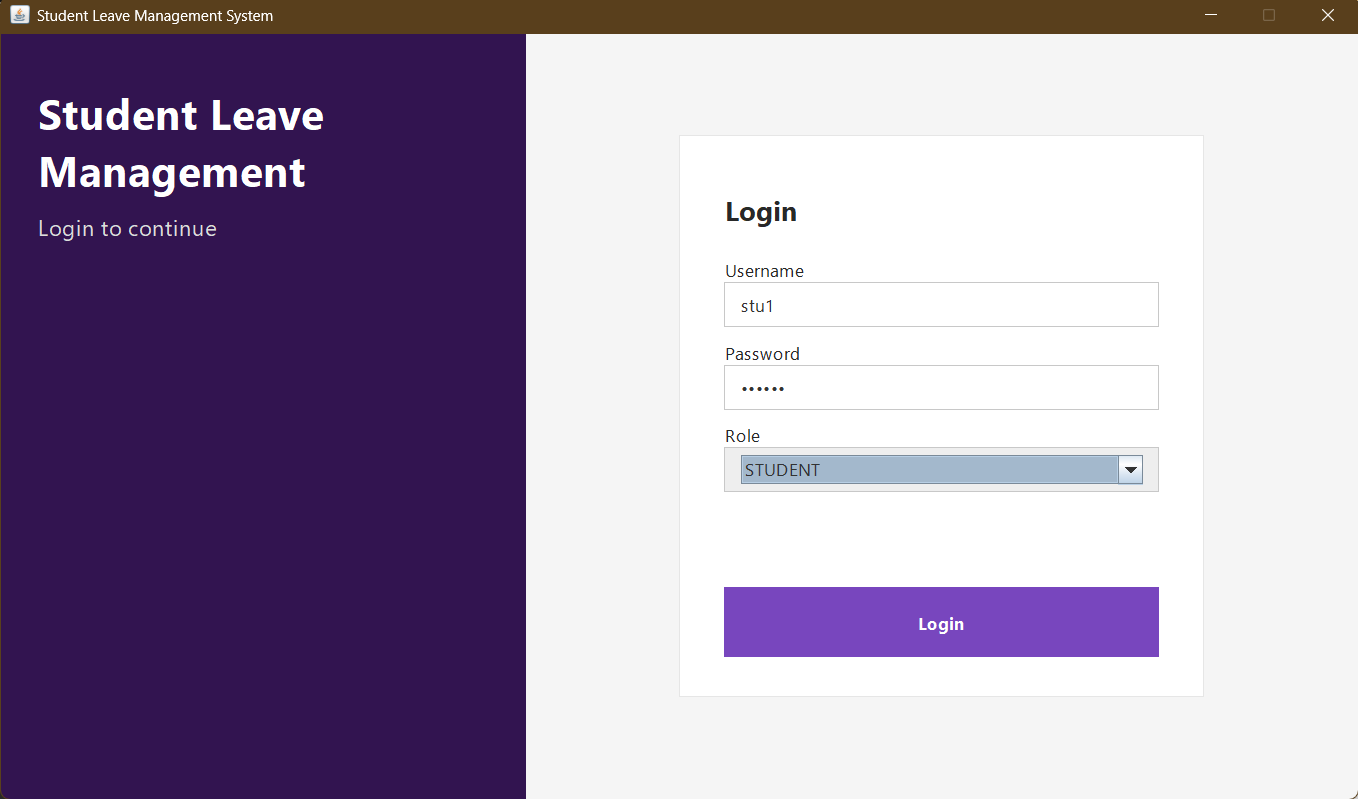 Student Leave Management System
Student Leave
Management
Login to continue
Login
Username
stu1
Password
••••••
Role
STUDENT
Login